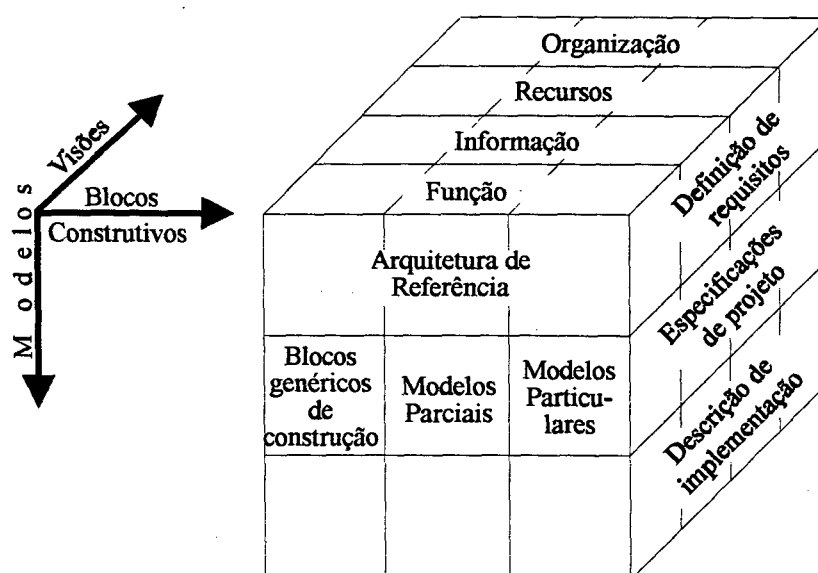 Visões
Blocos
Construtivos
Modelos
Organização
Recursos
Informação
Função
Arquitetura de
Referência
Blocos
genéricos
de
construção
Modelos
Parciais
Modelos
Particu-
lares
Definição de
requisitos
Especificações
de projeto
Descrição de
implementação